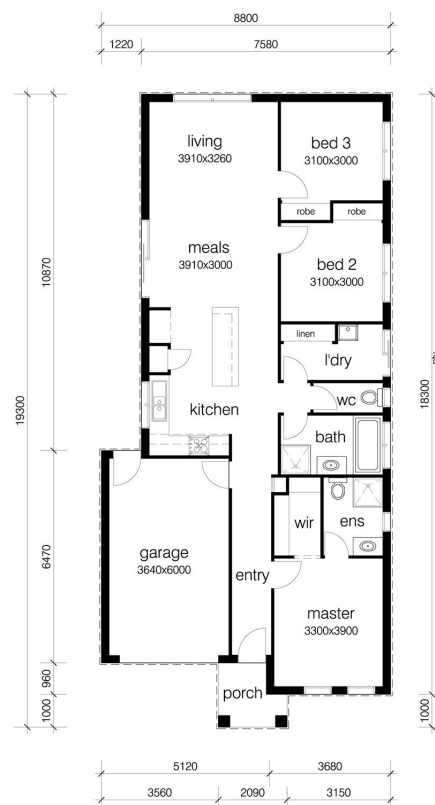 8800
1220
7580
living
3910x3260
bed 3
3100x3000
robe
robe
meals
3910x3000
bed 2
3100x3000
10870
linen
l'dry
wc
kitchen
bath
19300
18300
garage
3640x6000
wir
ens
6470
entry
master
3300x3900
960
porch
1000
1000
5120
3680
3560
2090
3150